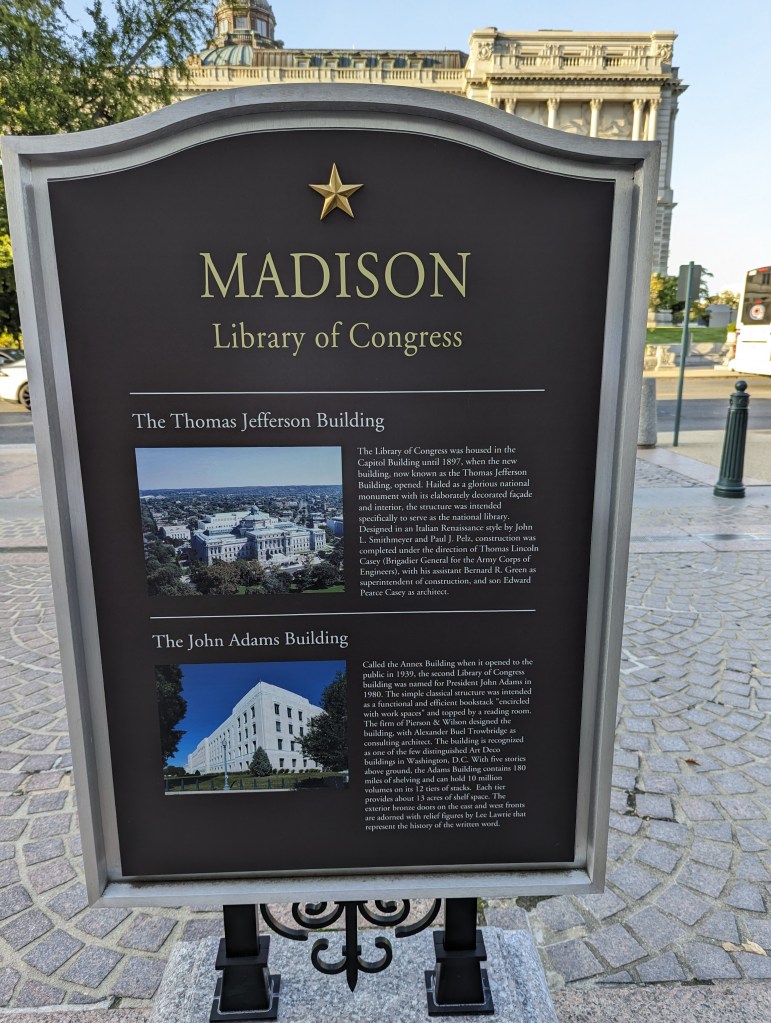 MADISON
Library of Congress
The Thomas Jefferson Building
The Library of Congress was housed in the
Capitol Building until 1897, when the new
building, now known as the Thomas Jefferson
Building, opened. Hailed as a glorious national
monument with its elaborately decorated façade
and interior, the structure was intended
specifically to serve as the national library.
Designed in an Italian Renaissance style by John
L. Smithmeyer and Paul J. Pelz, construction was
completed under the direction of Thomas Lincoln
Casey (Brigadier General for the Army Corps of
Engineers), with his assistant Bernard R. Green as
superintendent of construction, and son Edward
Pearce Casey as architect.
The John Adams Building
Called the Annex Building when it opened to the
public in 1939, the second Library of Congress
building was named for President John Adams in
1980. The simple classical structure was intended
as a functional and efficient bookstack "encircled
with work spaces" and topped by a reading room.
The firm of Pierson & Wilson designed the
building, with Alexander Buel Trowbridge as
consulting architect. The building is recognized
as one of the few distinguished Art Deco
buildings in Washington, D.C. With five stories
above ground, the Adams Building contains 180
miles of shelving and can hold 10 million
volumes on its 12 tiers of stacks. Each tier
provides about 13 acres of shelf space. The
exterior bronze doors on the east and west fronts
are adorned with relief figures by Lee Lawrie that
represent the history of the written word.